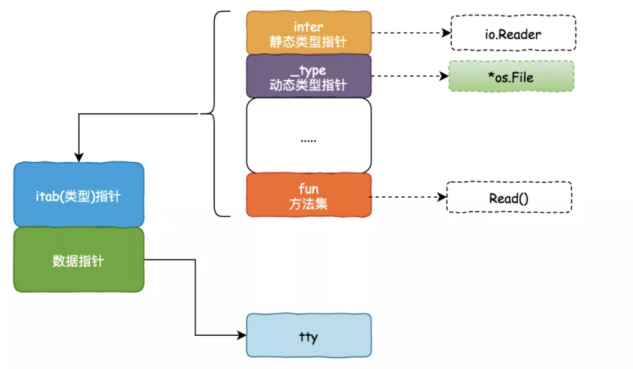 inter
静态类型指针
io.Reader
_type
动态类型指针
*os.File
.....
fun
方法集
Read()
itab(类型)指针
数据指针
tty